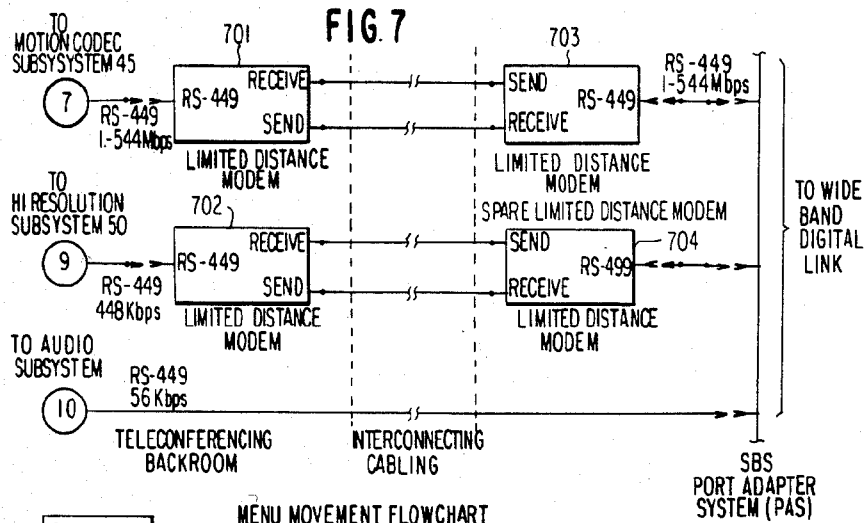 FIG. 7
TO
MOTION CODEC
SUBSYSYTEM 45
7
RS-449
1.-544Mbps
701
RS-449
RECEIVE
SEND
LIMITED DISTANCE
MODEM
703
SEND
RS-449
RECEIVE
LIMITED DISTANCE
MODEM
RS-449
1-544Mbps
TO
HI RESOLUTION
SUBSYSTEM 50
9
RS-449
448Kbps
702
RECEIVE
RS-449
SEND
LIMITED DISTANCE
MODEM
SPARE LIMITED DISTANCE MODEM
704
SEND
RS-499
RECEIVE
LIMITED DISTANCE
MODEM
TO WIDE
BAND
DIGITAL
LINK
TO AUDIO
SUBSYSTEM
10
RS-449
56Kbps
TELECONFERENCING
BACKROOM
INTERCONNECTING
CABLING
SBS
PORT ADAPTER
SYSTEM (PAS)
MENU MOVEMENT FLOWCHART